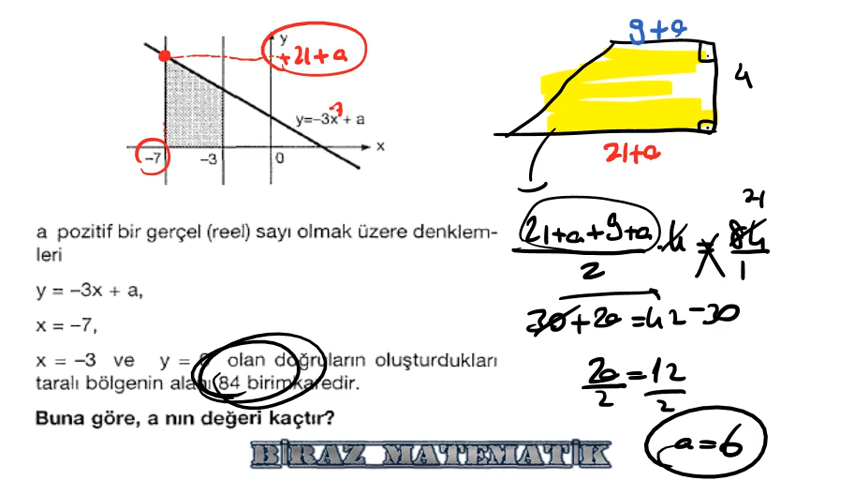 y
+21+a
y=-3x+a
7
-7
-3
0
x
9+a
4
21+a
a pozitif bir gerçel (reel) sayı olmak üzere denklem-
leri
y = -3x + a,
x = -7,
x = -3 ve y = olan doğruların oluşturdukları
taralı bölgenin alanı 84 birimkaredir.
Buna göre, a nın değeri kaçtır?
21+a+9+a/2 . 4 = 84/1
21
30+2a=42-30
2a/2=12/2
a=6
BİRAZ MATEMATİK